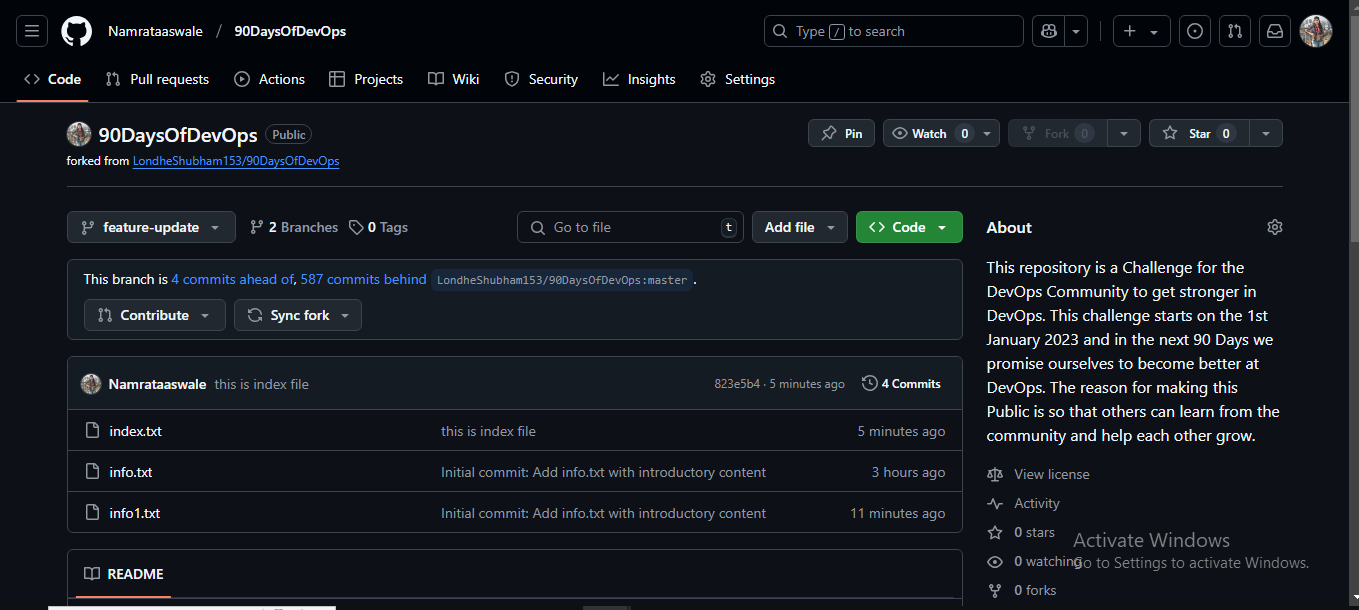 Namrataaswale / 90DaysOfDevOps
Type / to search
Code Pull requests Actions Projects Wiki Security Insights Settings
90DaysOfDevOps Public
Pin Watch 0 Fork 0 Star 0
forked from LondheShubham153/90DaysOfDevOps
feature-update 2 Branches 0 Tags
Go to file t Add file Code
This branch is 4 commits ahead of, 587 commits behind LondheShubham153/90DaysOfDevOps:master .
Contribute Sync fork
Namrataaswale this is index file 823e5b4 · 5 minutes ago 4 Commits
index.txt this is index file 5 minutes ago
info.txt Initial commit: Add info.txt with introductory content 3 hours ago
info1.txt Initial commit: Add info.txt with introductory content 11 minutes ago
README
About
This repository is a Challenge for the
DevOps Community to get stronger in
DevOps. This challenge starts on the 1st
January 2023 and in the next 90 Days we
promise ourselves to become better at
DevOps. The reason for making this
Public is so that others can learn from the
community and help each other grow.
View license
Activity
0 stars
0 watching
0 forks
Activate Windows
Go to Settings to activate Windows.